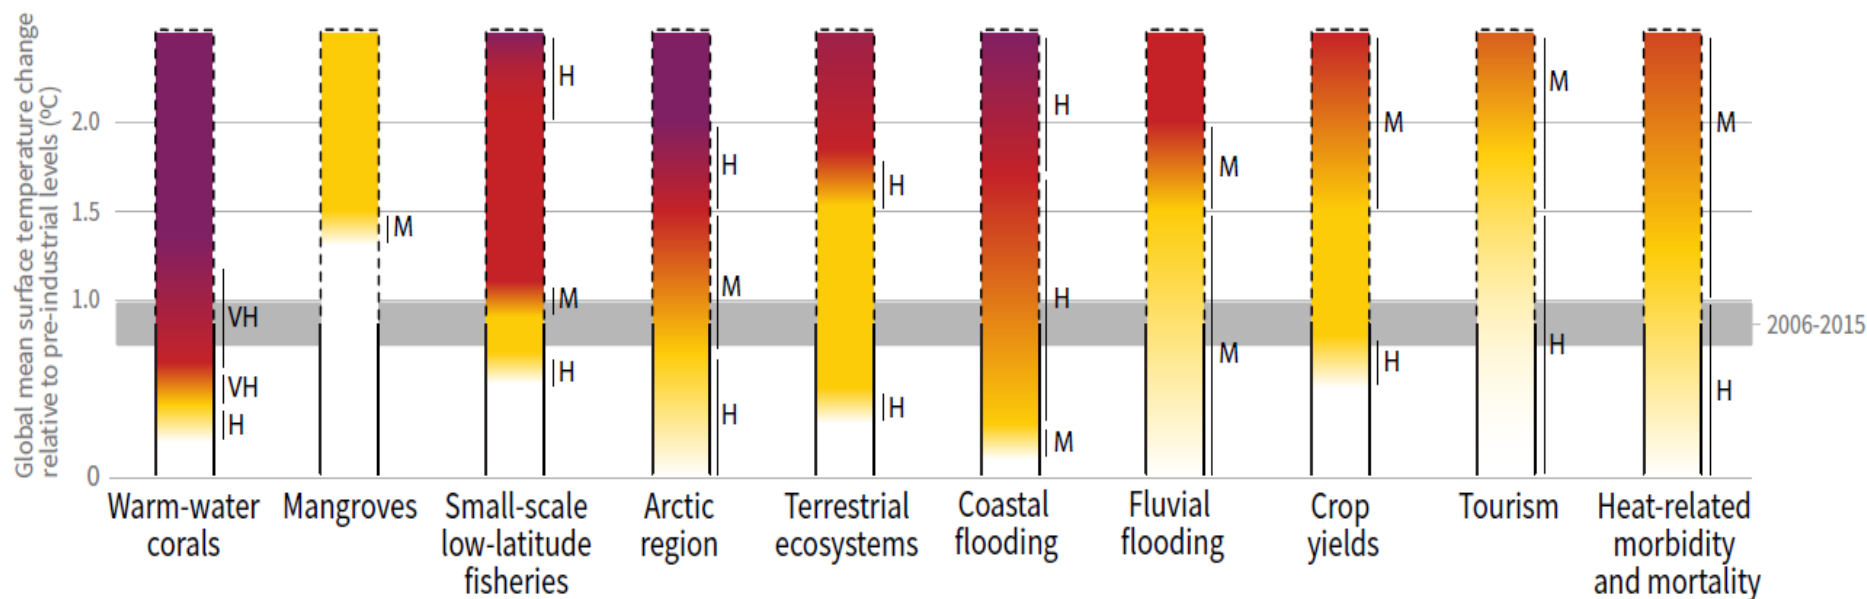 Global mean surface temperature change
relative to pre-industrial levels (ºC)
2.0
1.5
1.0
0
VH
VH
H
M
H
M
H
H
M
H
H
H
H
H
M
M
M
M
H
M
H
M
H
2006-2015
Warm-water
corals
Mangroves
Small-scale
low-latitude
fisheries
Arctic
region
Terrestrial
ecosystems
Coastal
flooding
Fluvial
flooding
Crop
yields
Tourism
Heat-related
morbidity
and mortality